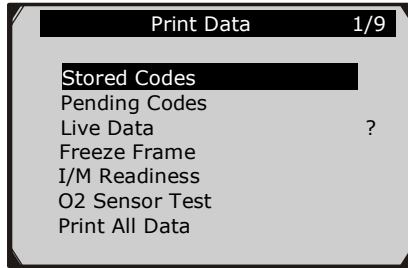 Print Data 1/9
Stored Codes
Pending Codes
Live Data ?
Freeze Frame
I/M Readiness
O2 Sensor Test
Print All Data